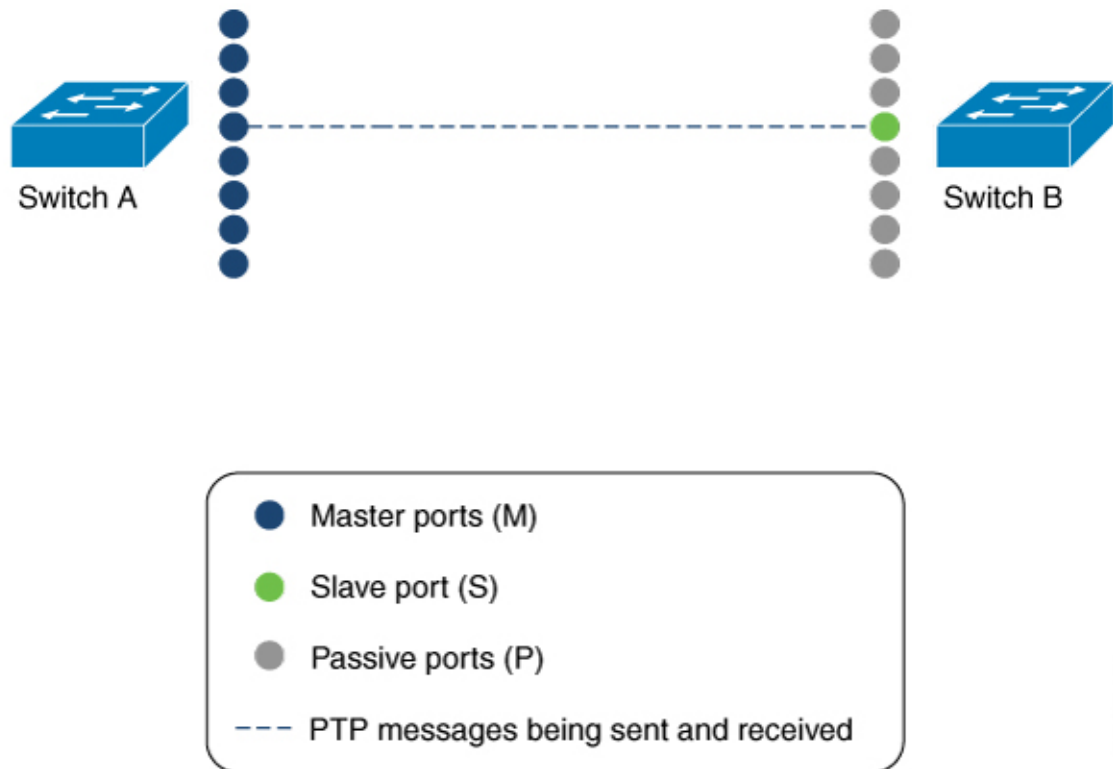 Switch A
Switch B
Master ports (M)
Slave port (S)
Passive ports (P)
PTP messages being sent and received